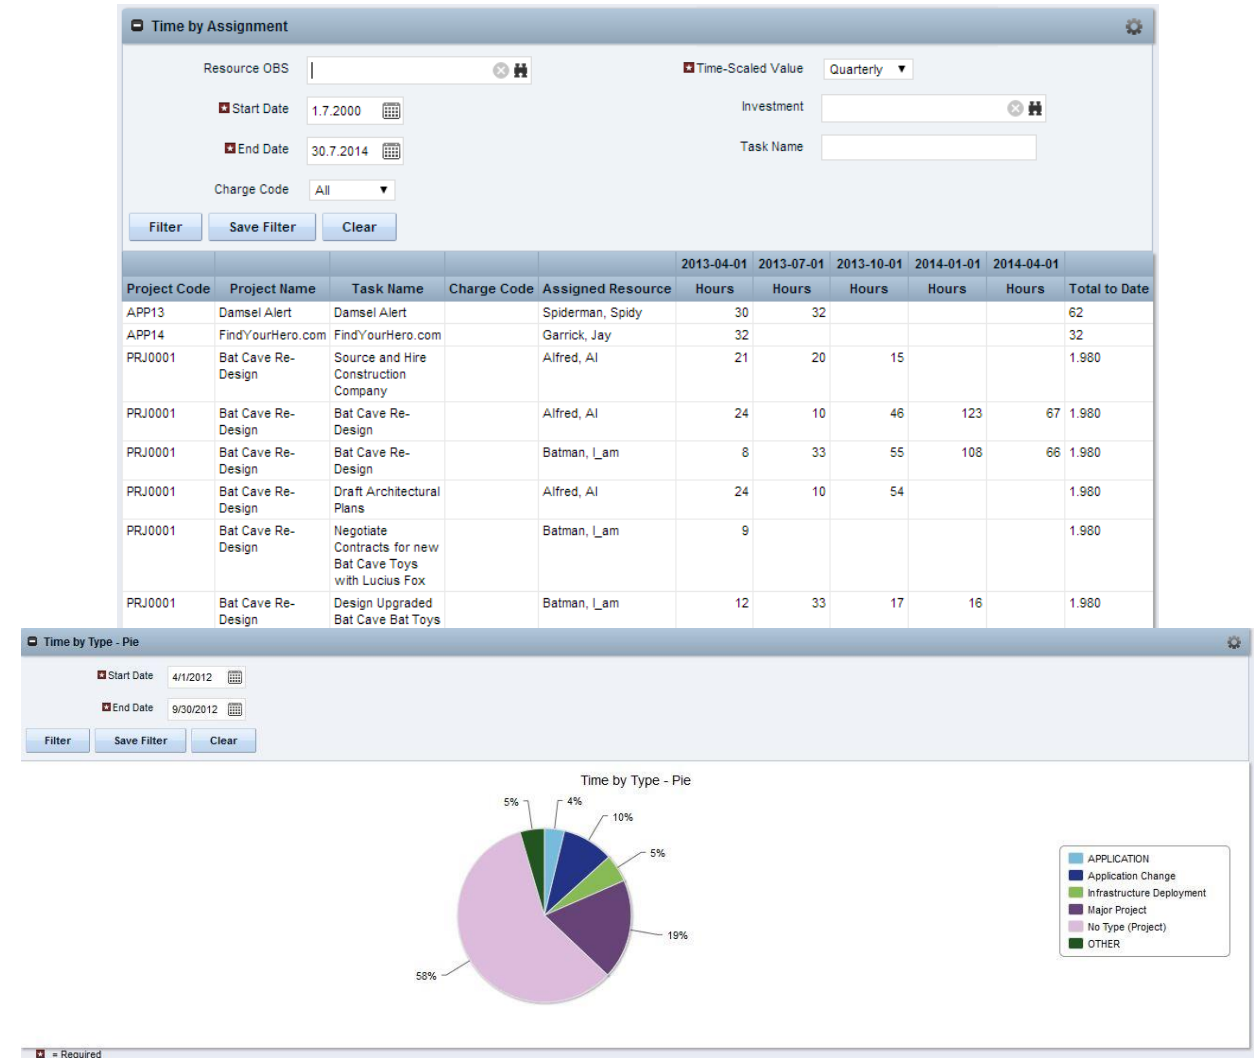 Time by Assignment
Resource OBS
Time-Scaled Value Quarterly
Start Date 1.7.2000
Investment
End Date 30.7.2014
Task Name
Charge Code All
Filter Save Filter Clear
2013-04-01 2013-07-01 2013-10-01 2014-01-01 2014-04-01
Project Code Project Name Task Name Charge Code Assigned Resource Hours Hours Hours Hours Hours Total to Date
APP13 Damsel Alert Damsel Alert Spiderman, Spidy 30 32 62
APP14 FindYourHero.com FindYourHero.com Garrick, Jay 32 32
PRJ0001 Bat Cave Re- Source and Hire Alfred, Al 21 20 15 1.980
Design Construction
Company
PRJ0001 Bat Cave Re- Bat Cave Re- Alfred, Al 24 10 46 123 67 1.980
Design Design
PRJ0001 Bat Cave Re- Bat Cave Re- Batman, I_am 8 33 55 108 66 1.980
Design Design
PRJ0001 Bat Cave Re- Draft Architectural Alfred, Al 24 10 54 1.980
Design Plans
PRJ0001 Bat Cave Re- Negotiate Batman, I_am 9 1.980
Design Contracts for new
Bat Cave Toys
with Lucius Fox
PRJ0001 Bat Cave Re- Design Upgraded Batman, I_am 12 33 17 16 1.980
Design Bat Cave Bat Toys
Time by Type - Pie
Start Date 4/1/2012
End Date 9/30/2012
Filter Save Filter Clear
Time by Type - Pie
5% 4%
10%
5%
19%
58%
APPLICATION
Application Change
Infrastructure Deployment
Major Project
No Type (Project)
OTHER
= Required